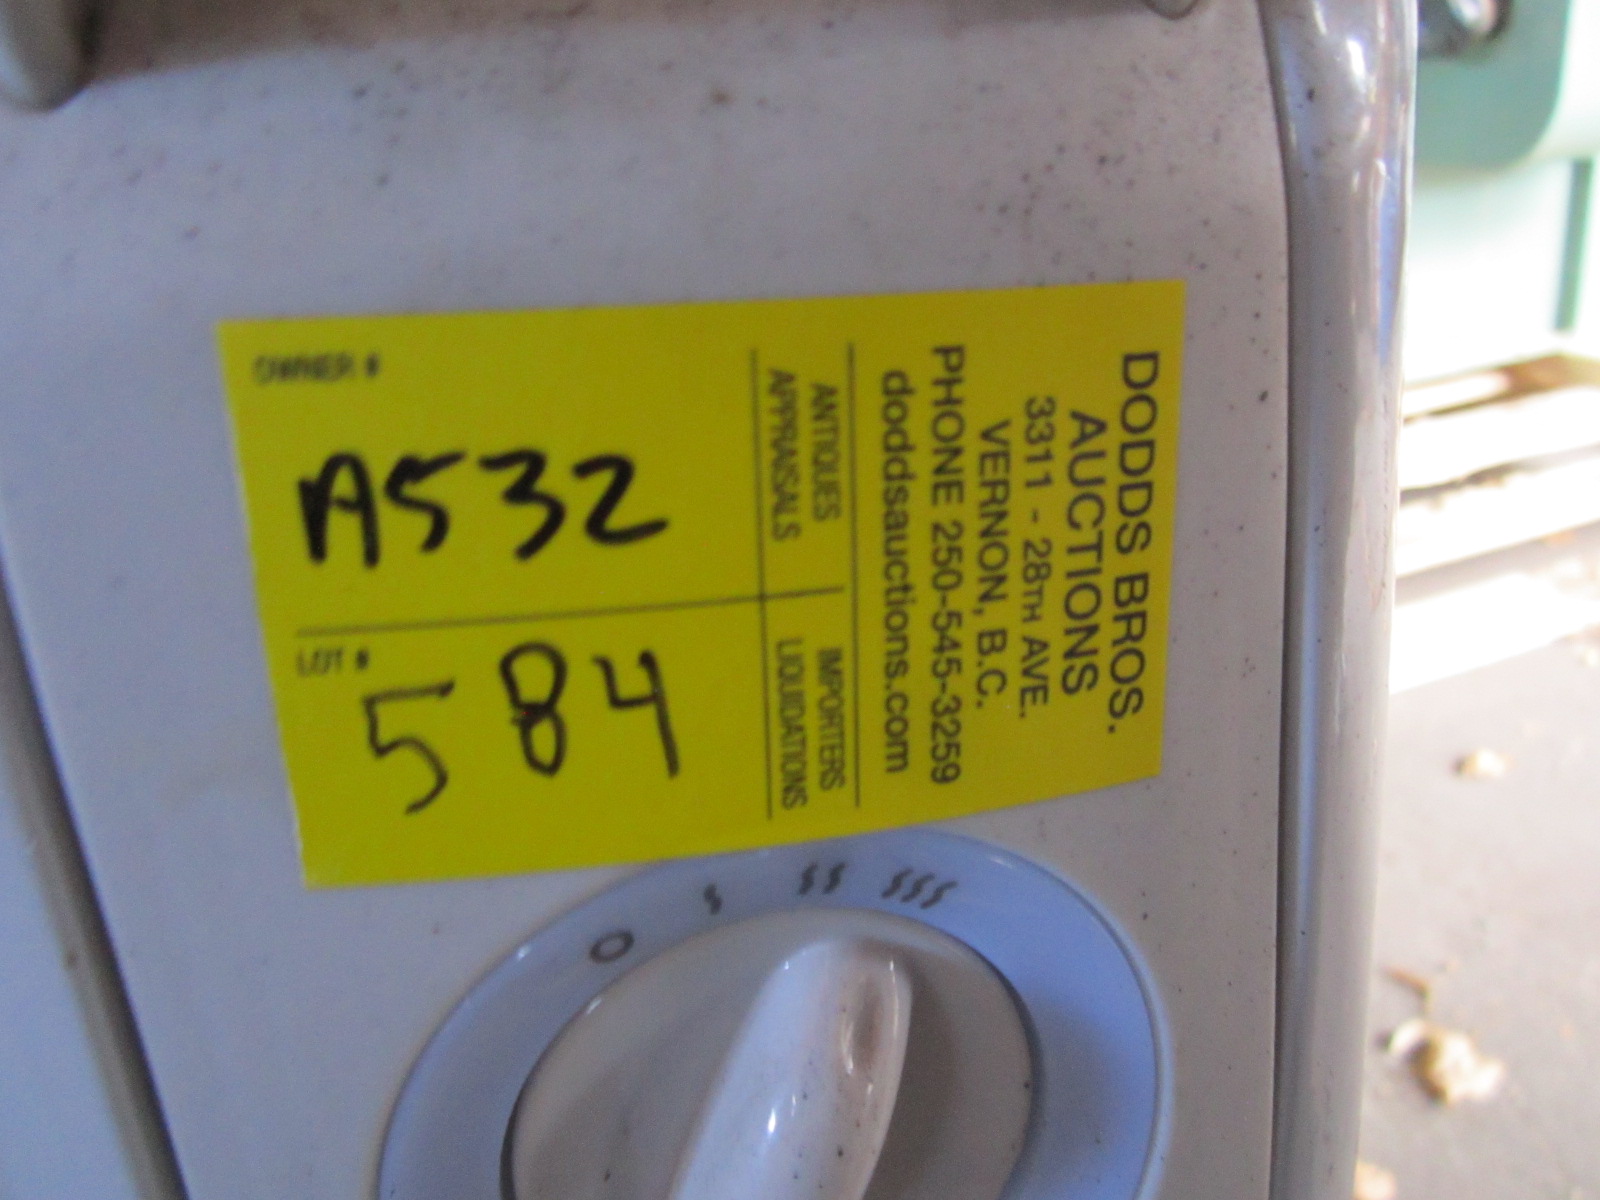 DODDS BROS.
AUCTIONS
3311 - 28TH AVE.
VERNON, B.C.
PHONE 250-545-3259
doddsauctions.com
ANTIQUES
APPRAISALS
IMPORTERS
LIQUIDATIONS
OWNER #
A532
LOT #
584